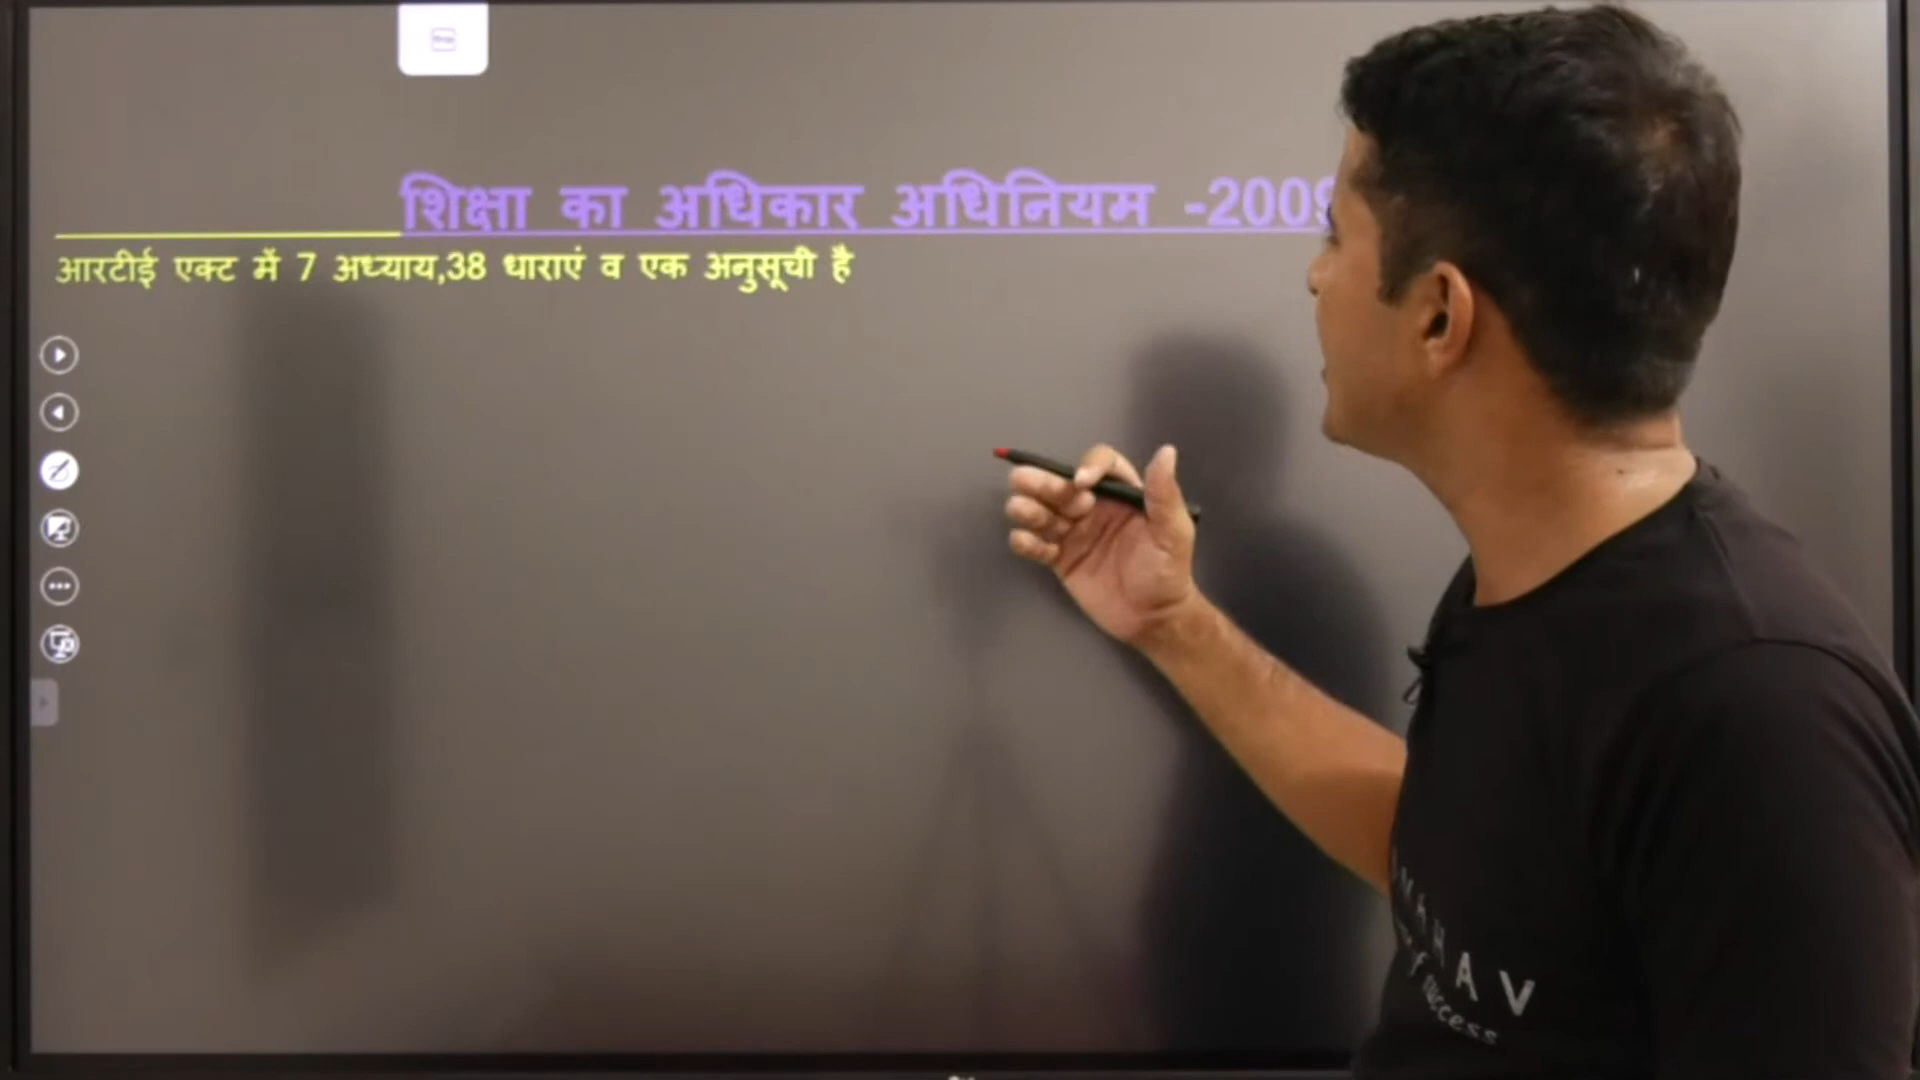 शिक्षा का अधिकार अधिनियम -2009
आरटीई एक्ट में 7 अध्याय,38 धाराएं व एक अनुसूची है